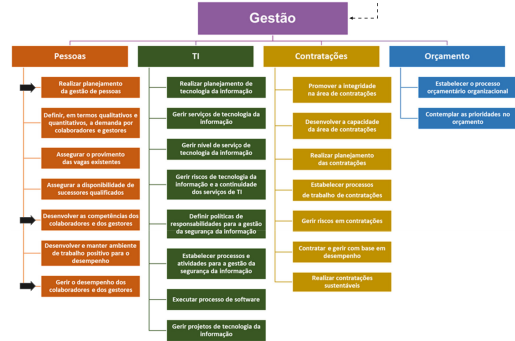 Gestão
Pessoas
Realizar planejamento
da gestão de pessoas
Definir, em termos qualitativos e
quantitativos, a demanda por
colaboradores e gestores
Assegurar o provimento
das vagas existentes
Assegurar a disponibilidade de
sucessores qualificados
Desenvolver as competências dos
colaboradores e dos gestores
Desenvolver e manter ambiente
de trabalho positivo para o
desempenho
Gerir o desempenho dos
colaboradores e dos gestores
TI
Realizar planejamento de
tecnologia da informação
Gerir serviços de tecnologia da
informação
Gerir nível de serviço de
tecnologia da informação
Gerir riscos de tecnologia da
informação e a continuidade
dos serviços de TI
Definir políticas de
responsabilidades para a gestão
da segurança da informação
Estabelecer processos e
atividades para a gestão da
segurança da informação
Executar processo de software
Gerir projetos de tecnologia da
informação
Contratações
Promover a integridade
na área de contratações
Desenvolver a capacidade
da área de contratações
Realizar planejamento
das contratações
Estabelecer processos
de trabalho de contratações
Gerir riscos em contratações
Contratar e gerir com base em
desempenho
Realizar contratações
sustentáveis
Orçamento
Estabelecer o processo
orçamentário organizacional
Contemplar as prioridades no
orçamento